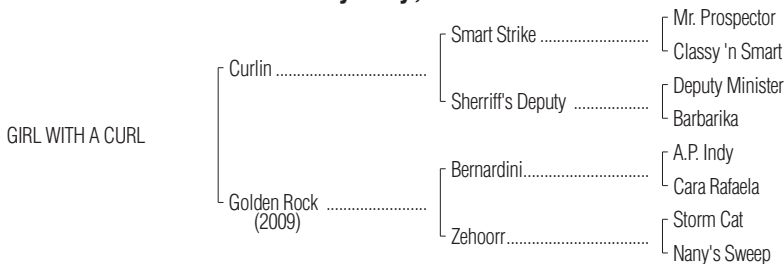 Mr. Prospector
Smart Strike ..........................
Classy 'n Smart
Curlin ....................................
Deputy Minister
Sherriff's Deputy ..................
Barbarika
GIRL WITH A CURL
A.P. Indy
Bernardini..............................
Cara Rafaela
Golden Rock ........................
(2009)
Storm Cat
Zehoorr..................................
Nany's Sweep